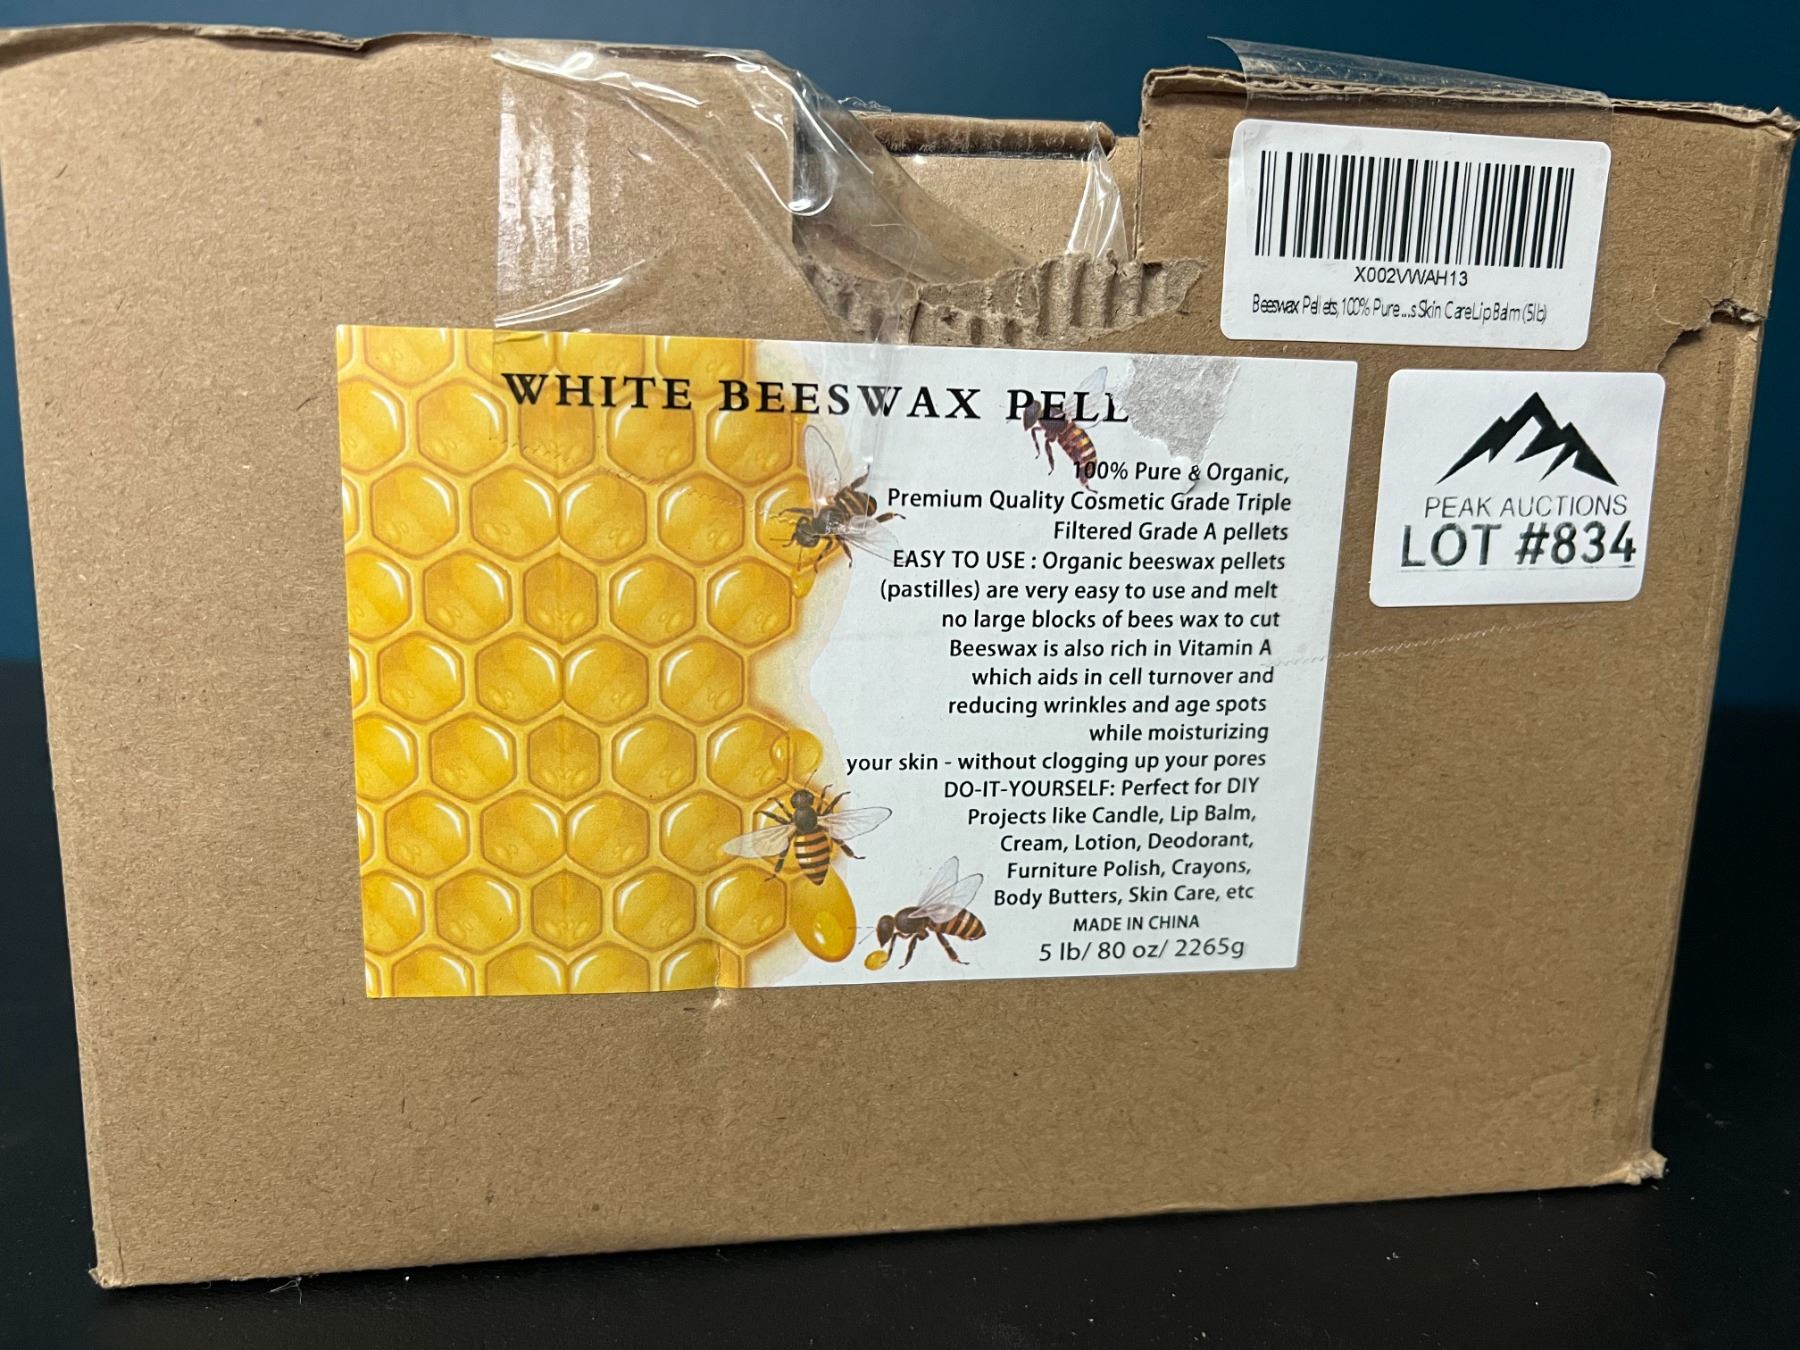 X002VWAH13
Beeswax Pellets, 100% Pure...s Skin Care Lip Balm (5lb)
PEAK AUCTIONS
LOT #834
WHITE BEESWAX PELL
100% Pure & Organic,
Premium Quality Cosmetic Grade Triple
Filtered Grade A pellets
EASY TO USE : Organic beeswax pellets
(pastilles) are very easy to use and melt
no large blocks of bees wax to cut
Beeswax is also rich in Vitamin A
which aids in cell turnover and
reducing wrinkles and age spots
while moisturizing
your skin - without clogging up your pores
DO-IT-YOURSELF: Perfect for DIY
Projects like Candle, Lip Balm,
Cream, Lotion, Deodorant,
Furniture Polish, Crayons,
Body Butters, Skin Care, etc
MADE IN CHINA
5 lb/ 80 oz/ 2265g